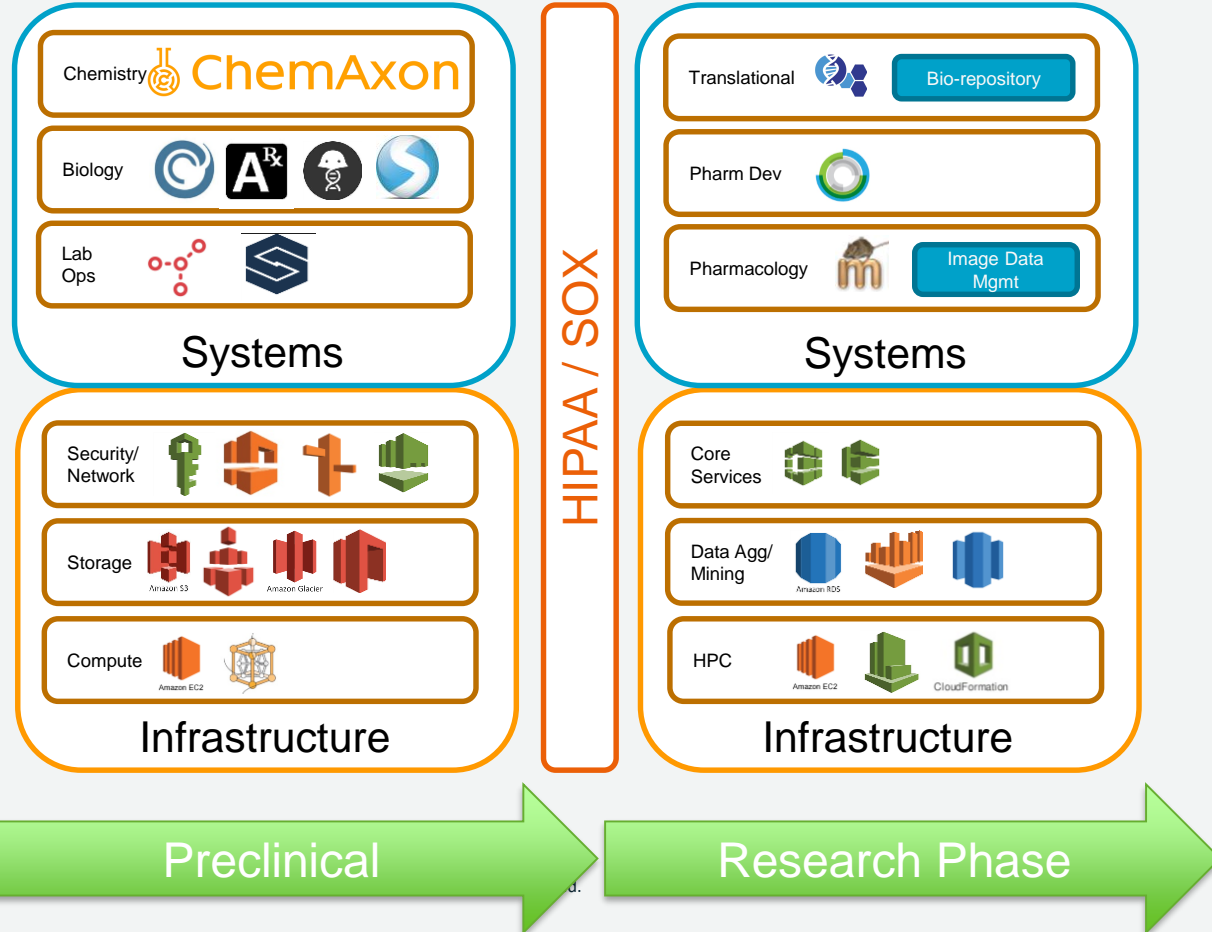 Chemistry
ChemAxon
Biology
A Rx
Lab
Ops
Systems
Security/
Network
Storage
Amazon S3
Amazon Glacier
Compute
Amazon EC2
Infrastructure
HIPAA / SOX
Translational
Bio-repository
Pharm Dev
Pharmacology
m
Image Data
Mgmt
Systems
Core
Services
Data Agg/
Mining
Amazon RDS
HPC
Amazon EC2
CloudFormation
Infrastructure
Preclinical
Research Phase
d.